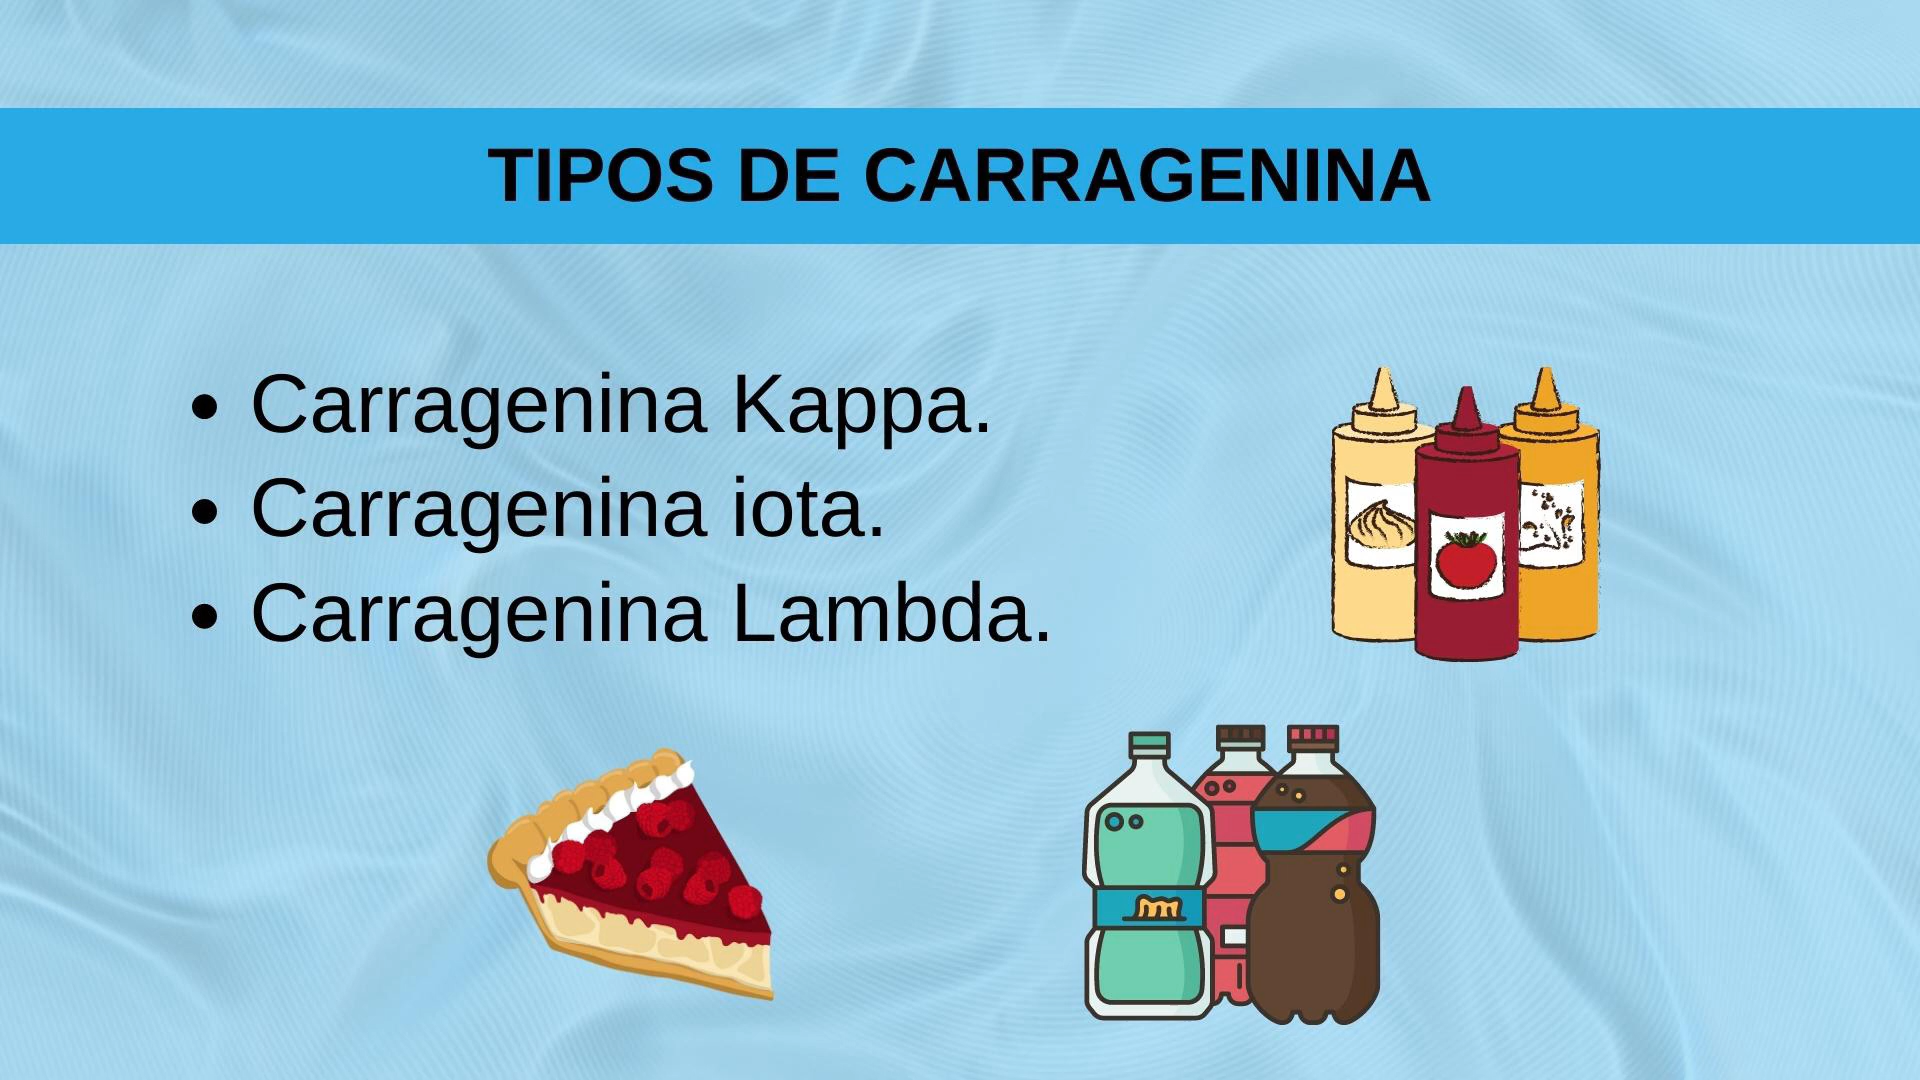 TIPOS DE CARRAGENINA
• Carragenina Kappa.
• Carragenina iota.
• Carragenina Lambda.